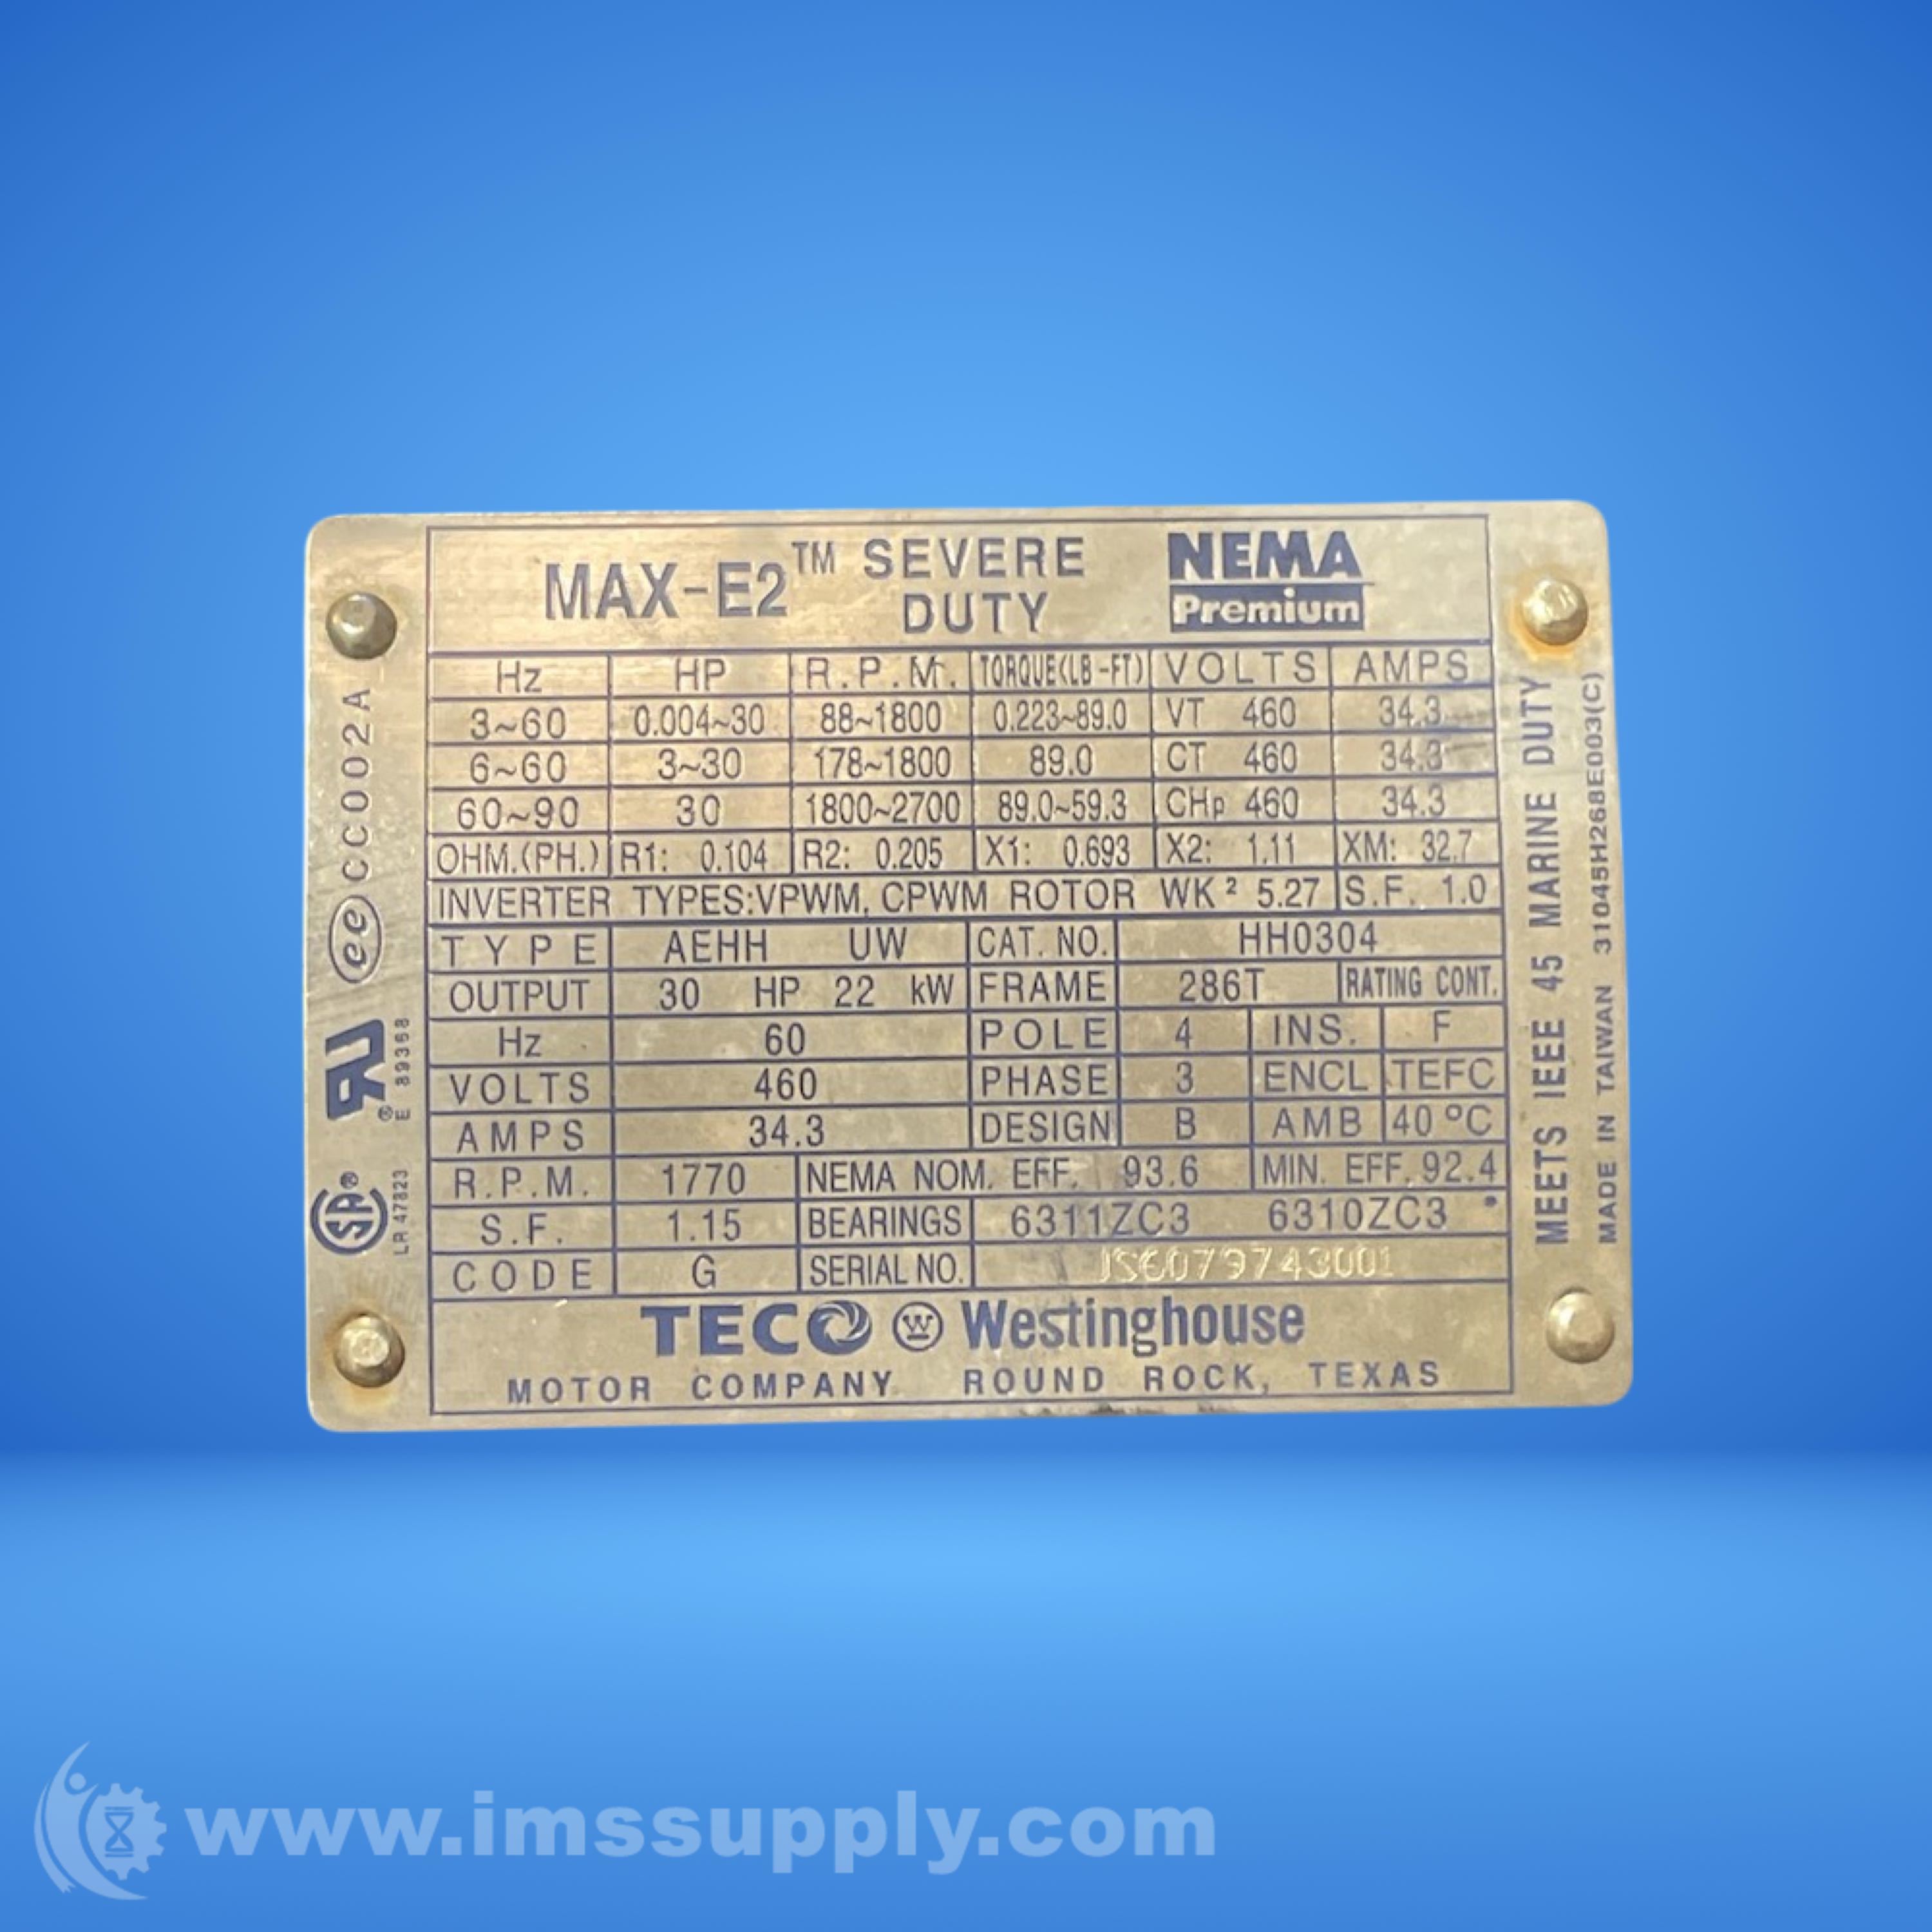 MAX-E2™ SEVERE DUTY NEMA Premium
Hz HP R.P.M. TORQUE(LB-FT) VOLTS AMPS
3~60 0.004~30 88~1800 0.223~89.0 VT 460 34.3
6~60 3~30 178~1800 89.0 CT 460 34.3
60~90 30 1800~2700 89.0~59.3 CHp 460 34.3
OHM.(PH.) R1: 0.104 R2: 0.205 X1: 0.693 X2: 1.11 XM: 32.7
INVERTER TYPES:VPWM, CPWM ROTOR WK² 5.27 S.F. 1.0
TYPE AEHH UW CAT. NO. HH0304
OUTPUT 30 HP 22 kW FRAME 286T RATING CONT.
Hz 60 POLE 4 INS. F
VOLTS 460 PHASE 3 ENCL TEFC
AMPS 34.3 DESIGN B AMB 40°C
R.P.M. 1770 NEMA NOM. EFF. 93.6 MIN. EFF. 92.4
S.F. 1.15 BEARINGS 6311ZC3 6310ZC3
CODE G SERIAL NO. JS6079743001
TECO W Westinghouse
MOTOR COMPANY ROUND ROCK, TEXAS
ee CC002A
RU ® E 89368
SA ® LR 47823
MEETS IEEE 45 MARINE DUTY
MADE IN TAIWAN 31045H268E003(C)
www.imssupply.com